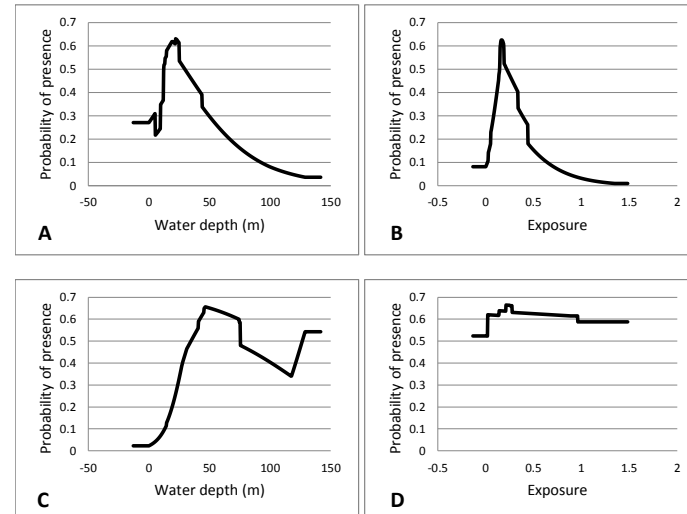 0.7
0.6
0.5
0.4
0.3
0.2
0.1
0
Probability of presence
-50 0 50 100 150
A Water depth (m)
0.7
0.6
0.5
0.4
0.3
0.2
0.1
0
Probability of presence
-0.5 0 0.5 1 1.5 2
B Exposure
0.7
0.6
0.5
0.4
0.3
0.2
0.1
0
Probability of presence
-50 0 50 100 150
C Water depth (m)
0.7
0.6
0.5
0.4
0.3
0.2
0.1
0
Probability of presence
-0.5 0 0.5 1 1.5 2
D Exposure